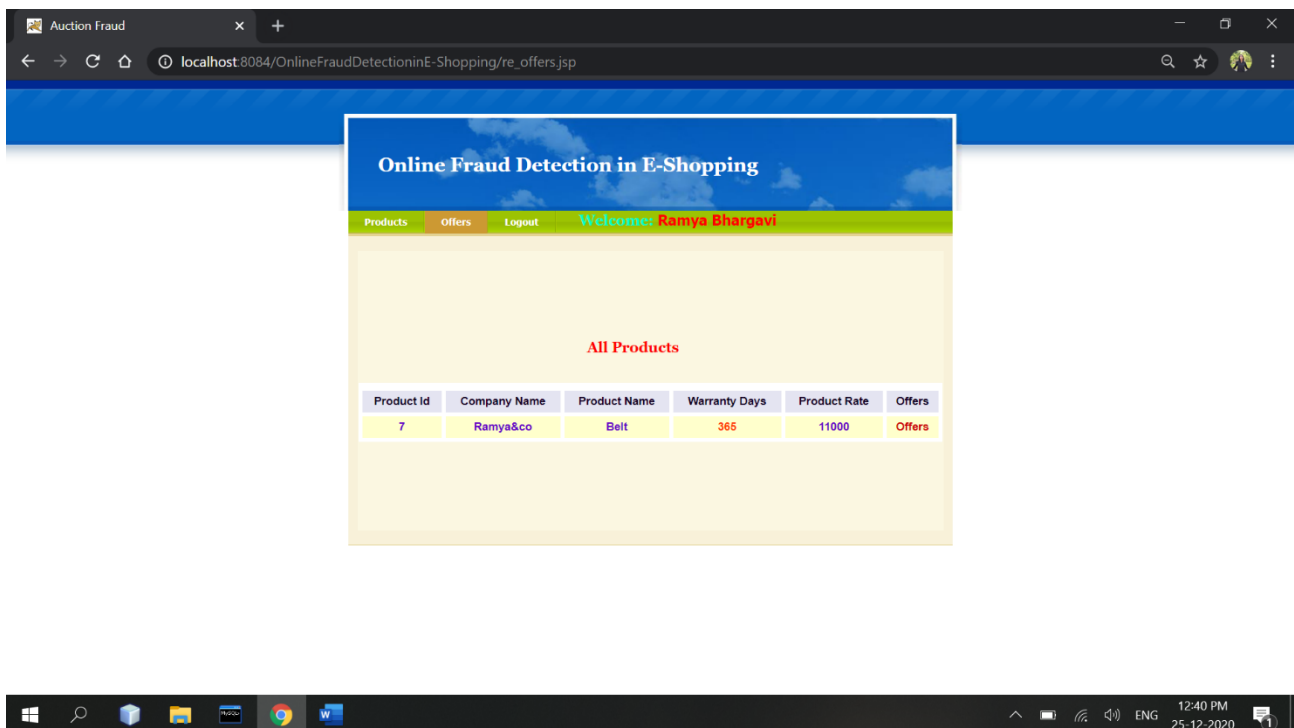 Auction Fraud
localhost:8084/OnlineFraudDetectioninE-Shopping/re_offers.jsp
Online Fraud Detection in E-Shopping
Products Offers Logout Welcome: Ramya Bhargavi
All Products
Product Id Company Name Product Name Warranty Days Product Rate Offers
7 Ramya&co Belt 365 11000 Offers
MySQL
W
ENG
12:40 PM
25-12-2020
1